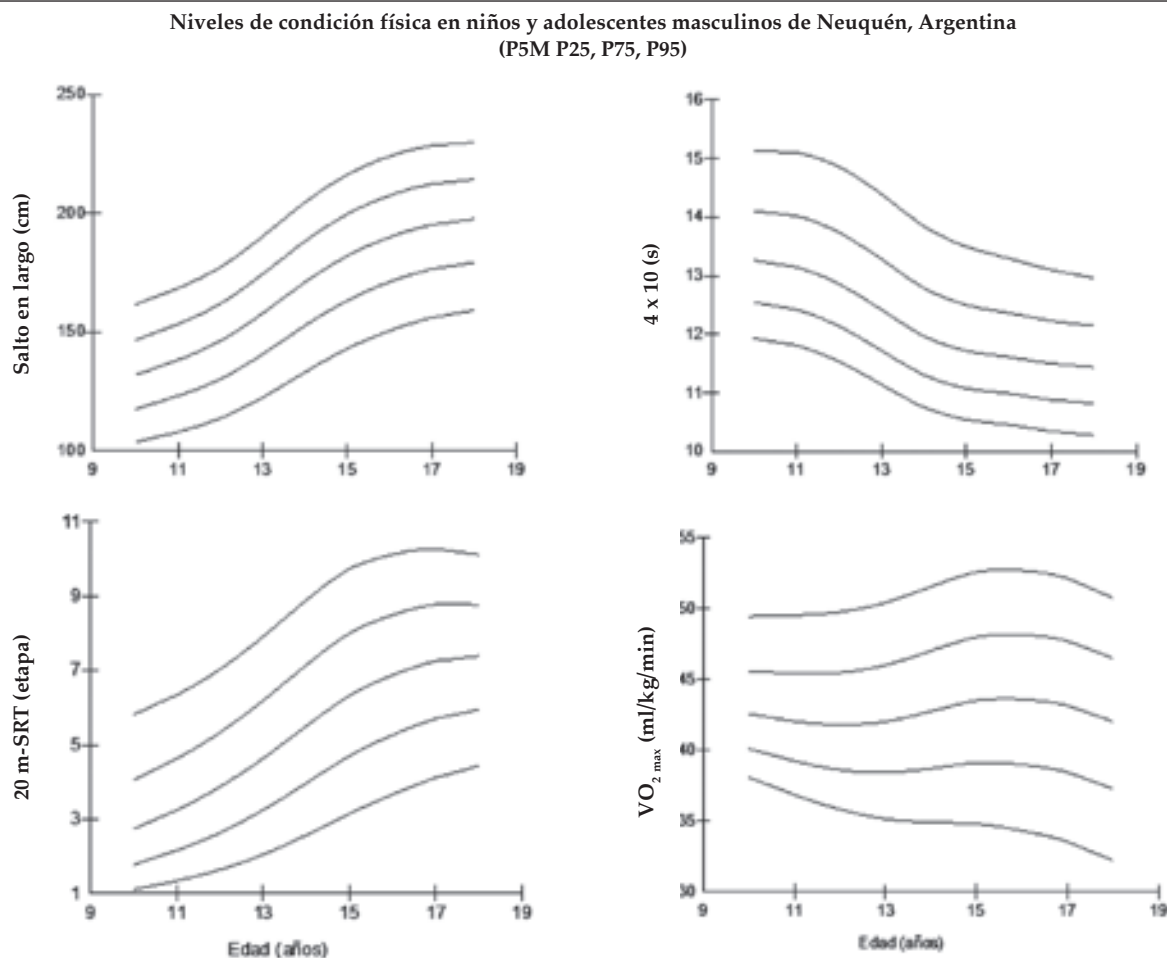 Niveles de condición física en niños y adolescentes masculinos de Neuquén, Argentina
(P5M P25, P75, P95)
Salto en largo (cm)
250
200
150
100
9 11 13 15 17 19
4 x 10 (s)
16
15
14
13
12
11
10
9 11 13 15 17 19
20 m-SRT (etapa)
11
9
7
5
3
1
9 11 13 15 17 19
Edad (años)
VO2 max (ml/kg/min)
55
50
45
40
35
30
9 11 13 15 17 19
Edad (años)